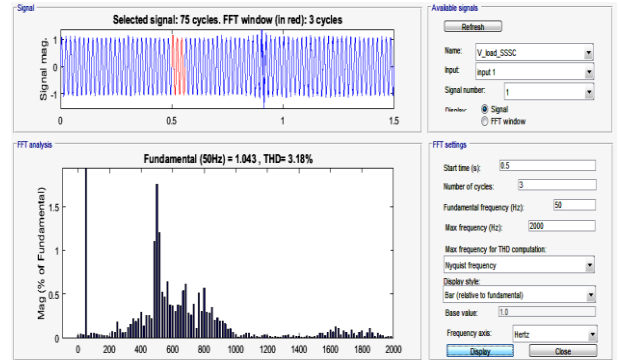 Signal
Selected signal: 75 cycles. FFT window (in red): 3 cycles
Signal mag.
1
0
-1
0
0.5
1
1.5
Available signals
Refresh
Name:
V_load_SSSC
Input:
input 1
Signal number:
1
Display:
Signal
FFT window
FFT analysis
Fundamental (50Hz) = 1.043 , THD= 3.18%
Mag (% of Fundamental)
1.5
1
0.5
0
0 200 400 600 800 1000 1200 1400 1600 1800 2000
FFT settings
Start time (s):
0.5
Number of cycles:
3
Fundamental frequency (Hz):
50
Max frequency (Hz):
2000
Max frequency for THD computation:
Nyquist frequency
Display style:
Bar (relative to fundamental)
Base value:
1.0
Frequency axis:
Hertz
Display
Close